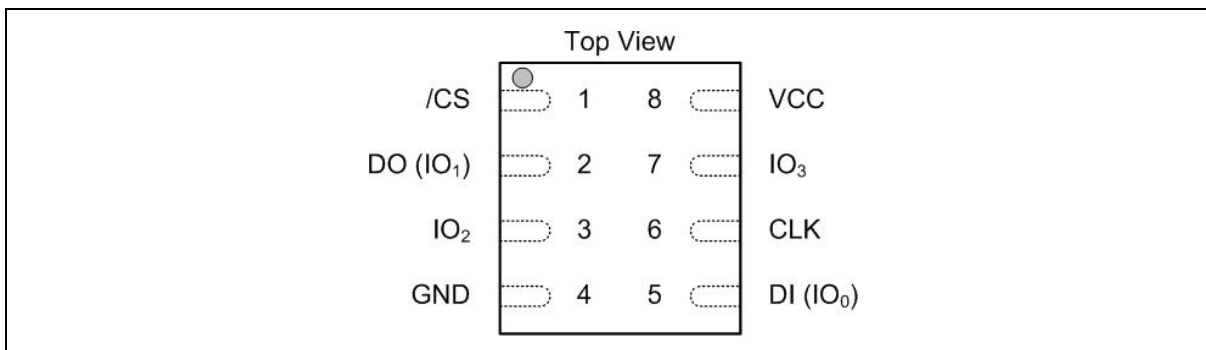 Top View
/CS 1 8 VCC
DO (IO₁) 2 7 IO₃
IO₂ 3 6 CLK
GND 4 5 DI (IO₀)